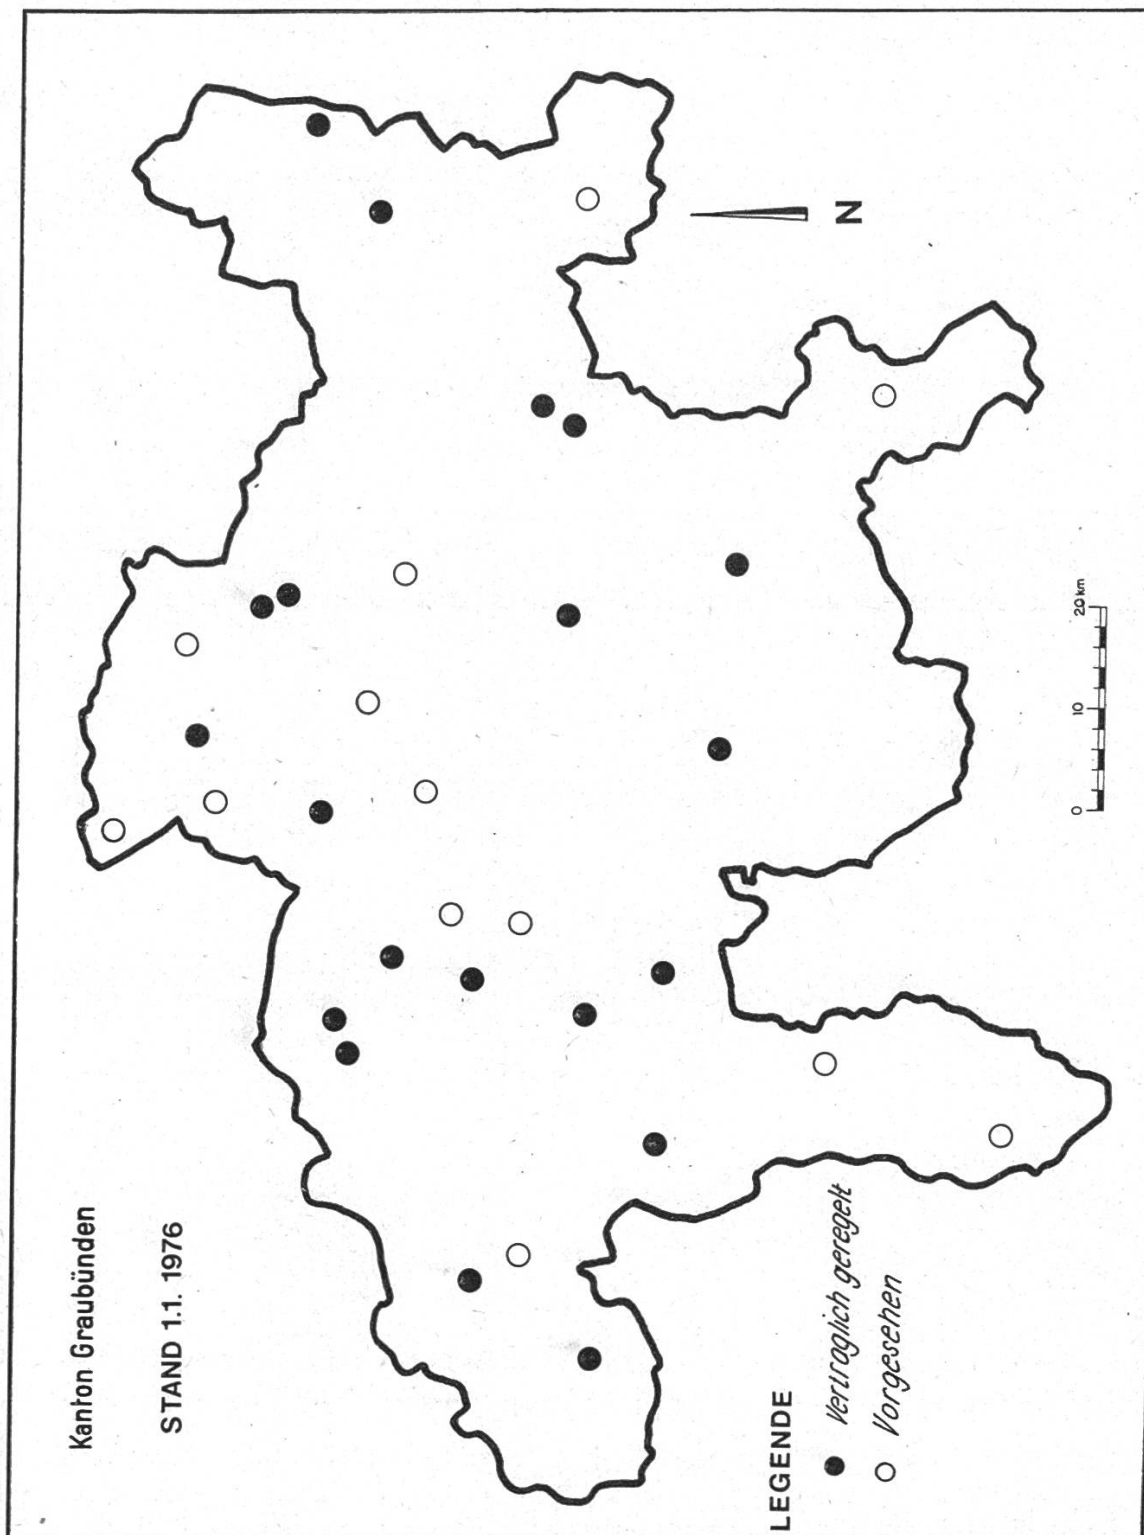 Kanton Graubünden
STAND 1.1. 1976
N
0 10 20 km
LEGENDE
Vertraglich geregelt
Vorgesehen